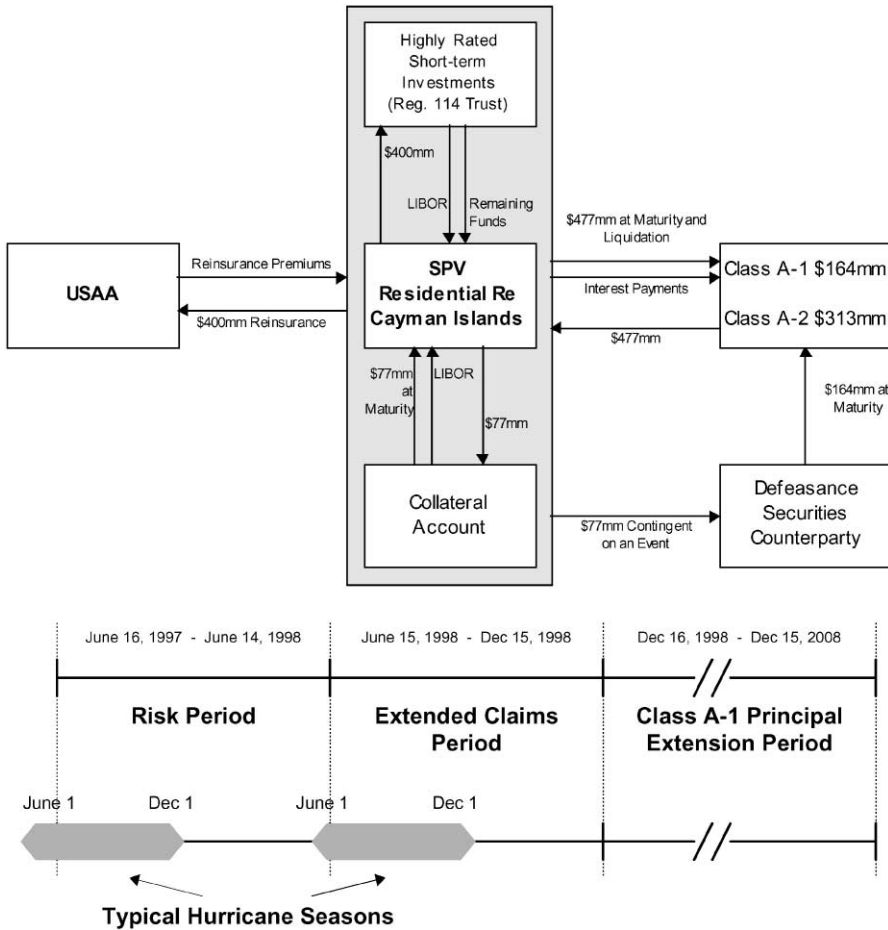 Highly Rated
Short-term
Investments
(Reg. 114 Trust)
$400mm
LIBOR
Remaining
Funds
$477mm at Maturity and
Liquidation
USAA
Reinsurance Premiums
$400mm Reinsurance
SPV
Residential Re
Cayman Islands
Interest Payments
$477mm
Class A-1 $164mm
Class A-2 $313mm
$77mm
at
Maturity
LIBOR
$77mm
$164mm at
Maturity
Collateral
Account
$77mm Contingent
on an Event
Defeasance
Securities
Counterparty
June 16, 1997 - June 14, 1998
June 15, 1998 - Dec 15, 1998
Dec 16, 1998 - Dec 15, 2008
Risk Period
Extended Claims
Period
Class A-1 Principal
Extension Period
June 1
Dec 1
June 1
Dec 1
Typical Hurricane Seasons